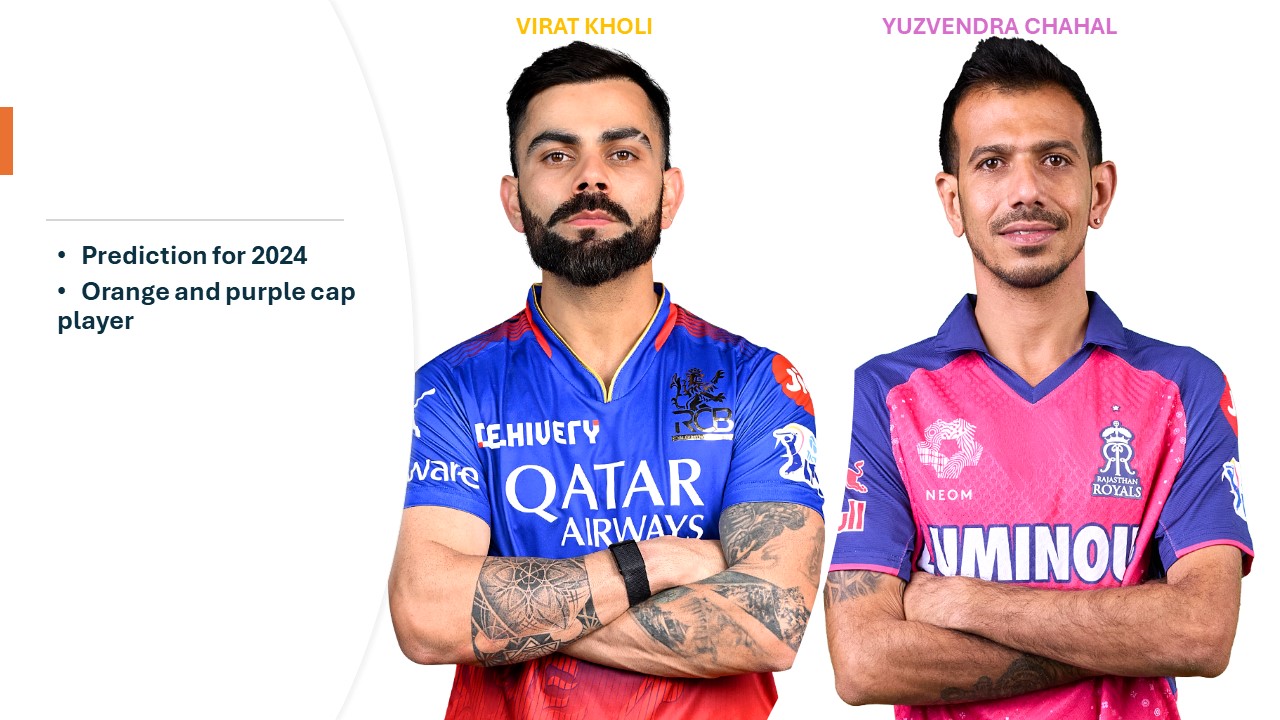 VIRAT KHOLI
YUZVENDRA CHAHAL
• Prediction for 2024
• Orange and purple cap
player
RCB
QATAR
AIRWAYS
NEOM
RAJASTHAN
ROYALS